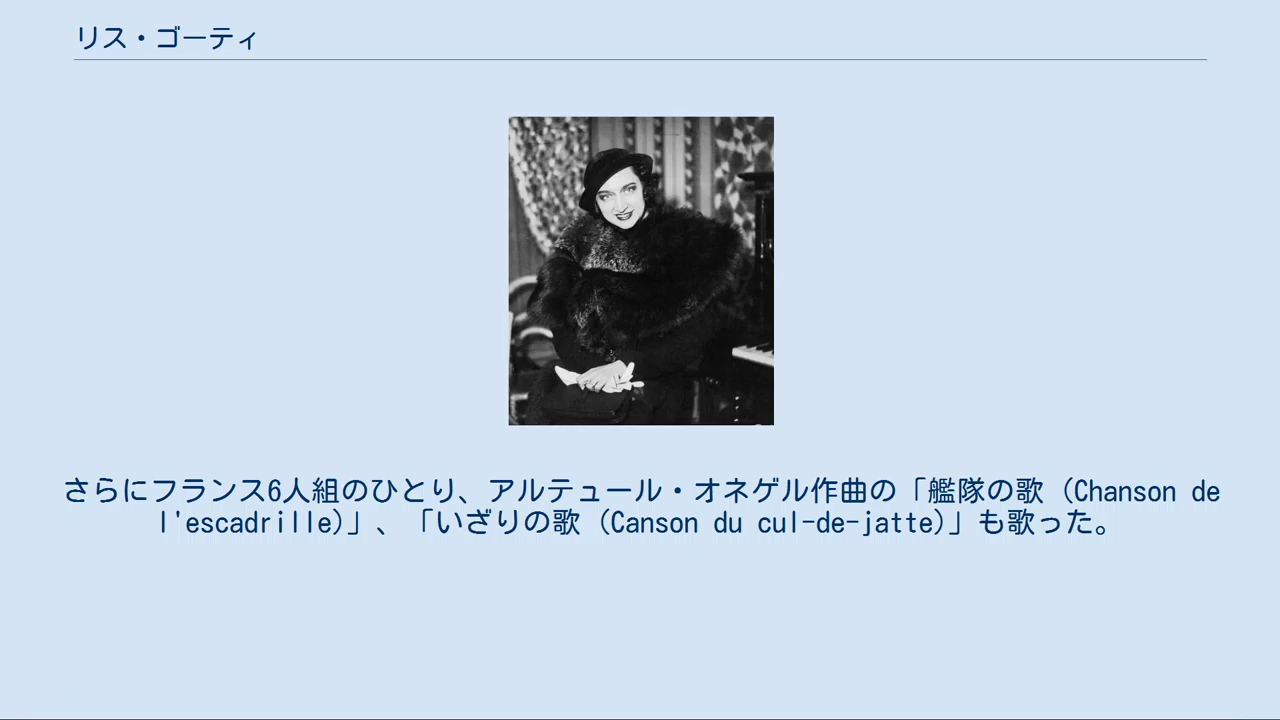 リス・ゴーティ
さらにフランス6人組のひとり、アルテュール・オネゲル作曲の「艦隊の歌（Chanson de
l'escadrille)」、「いざりの歌（Canson du cul-de-jatte)」も歌った。